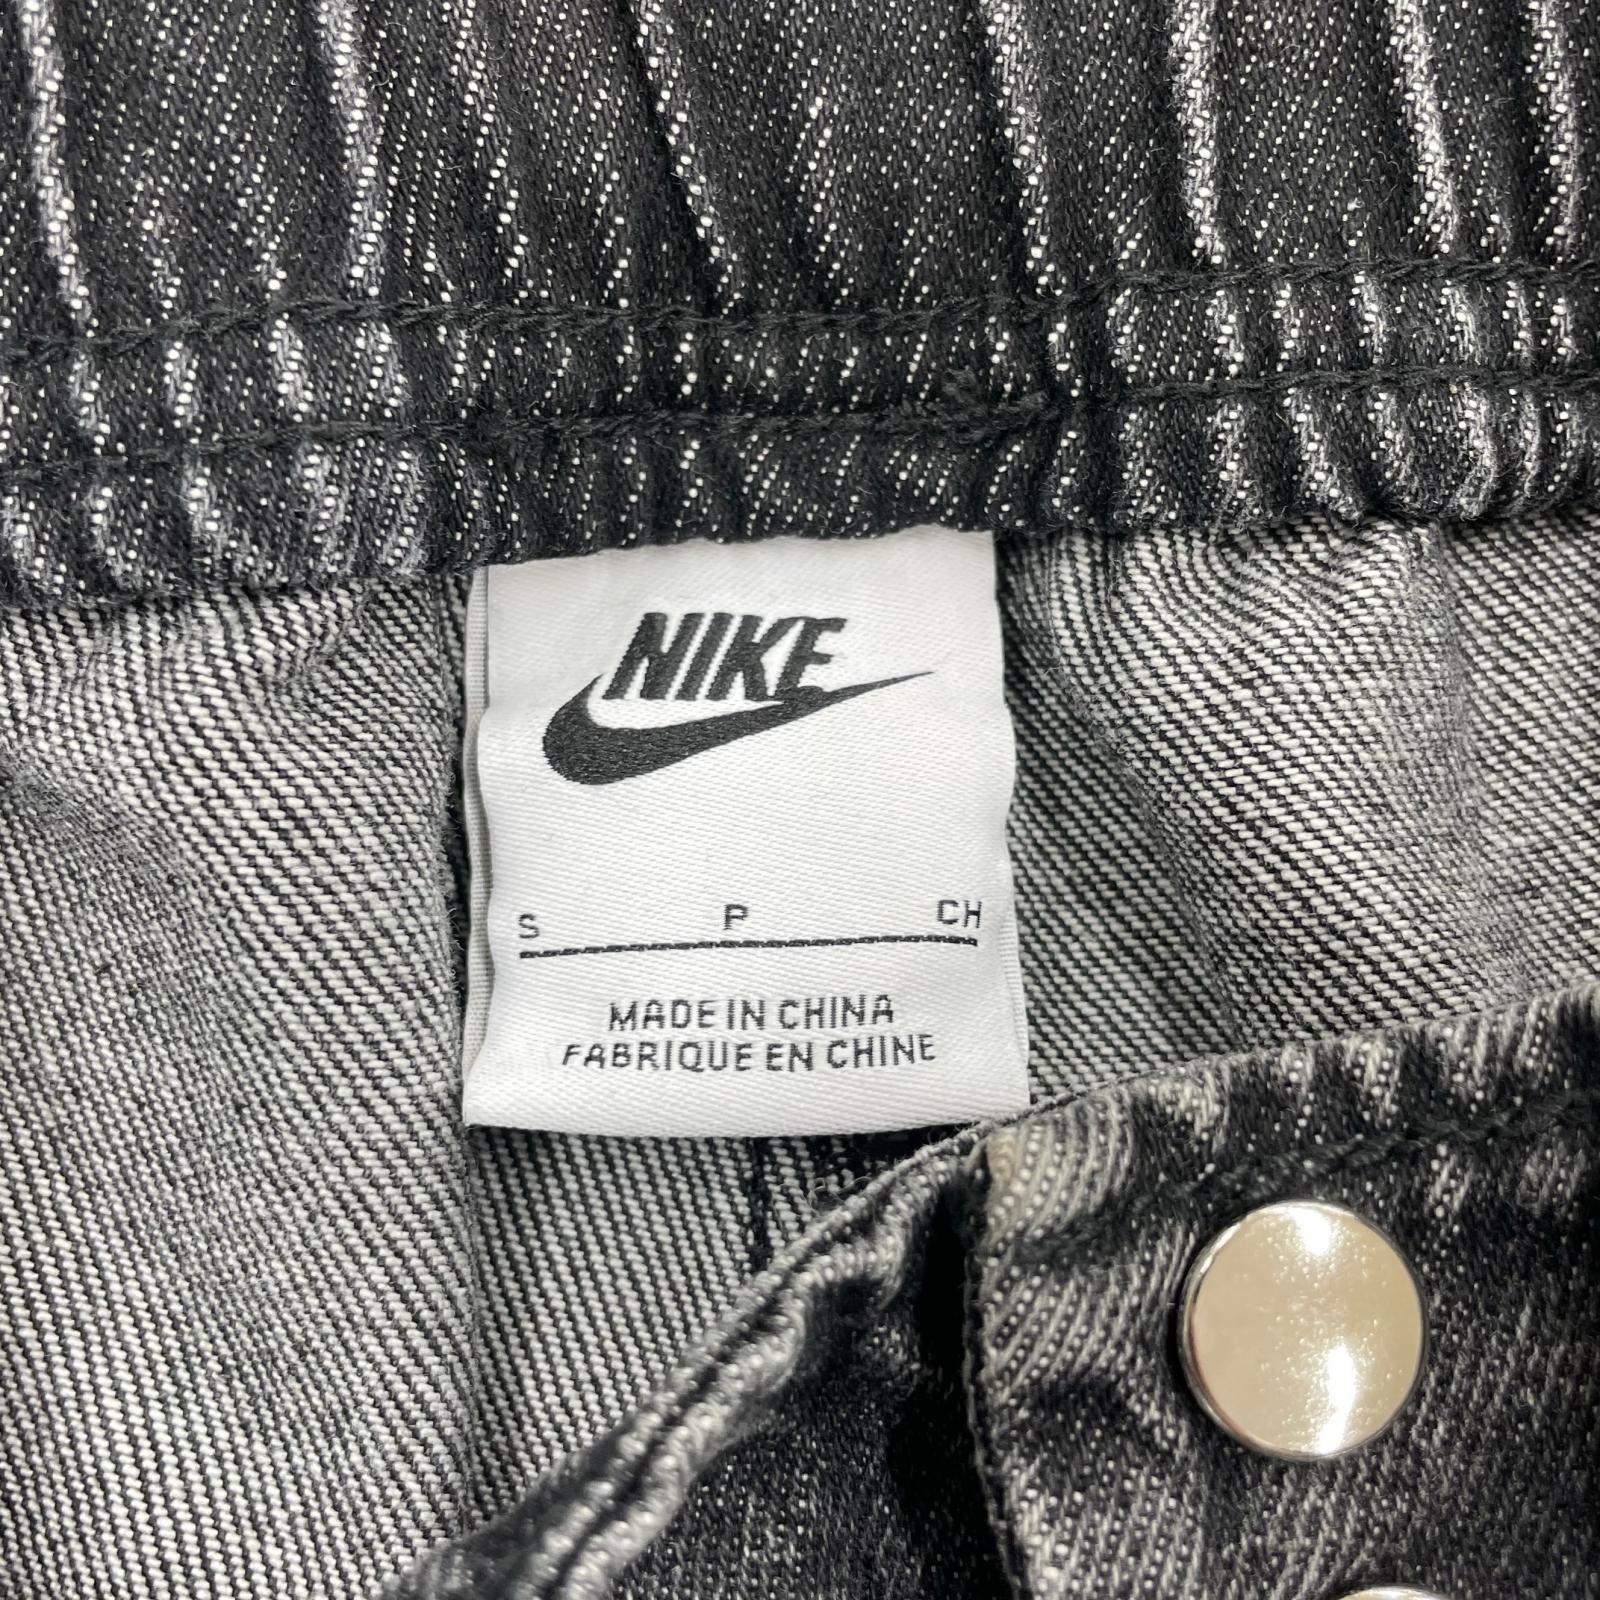 NIKE
S P CH
MADE IN CHINA
FABRIQUE EN CHINE